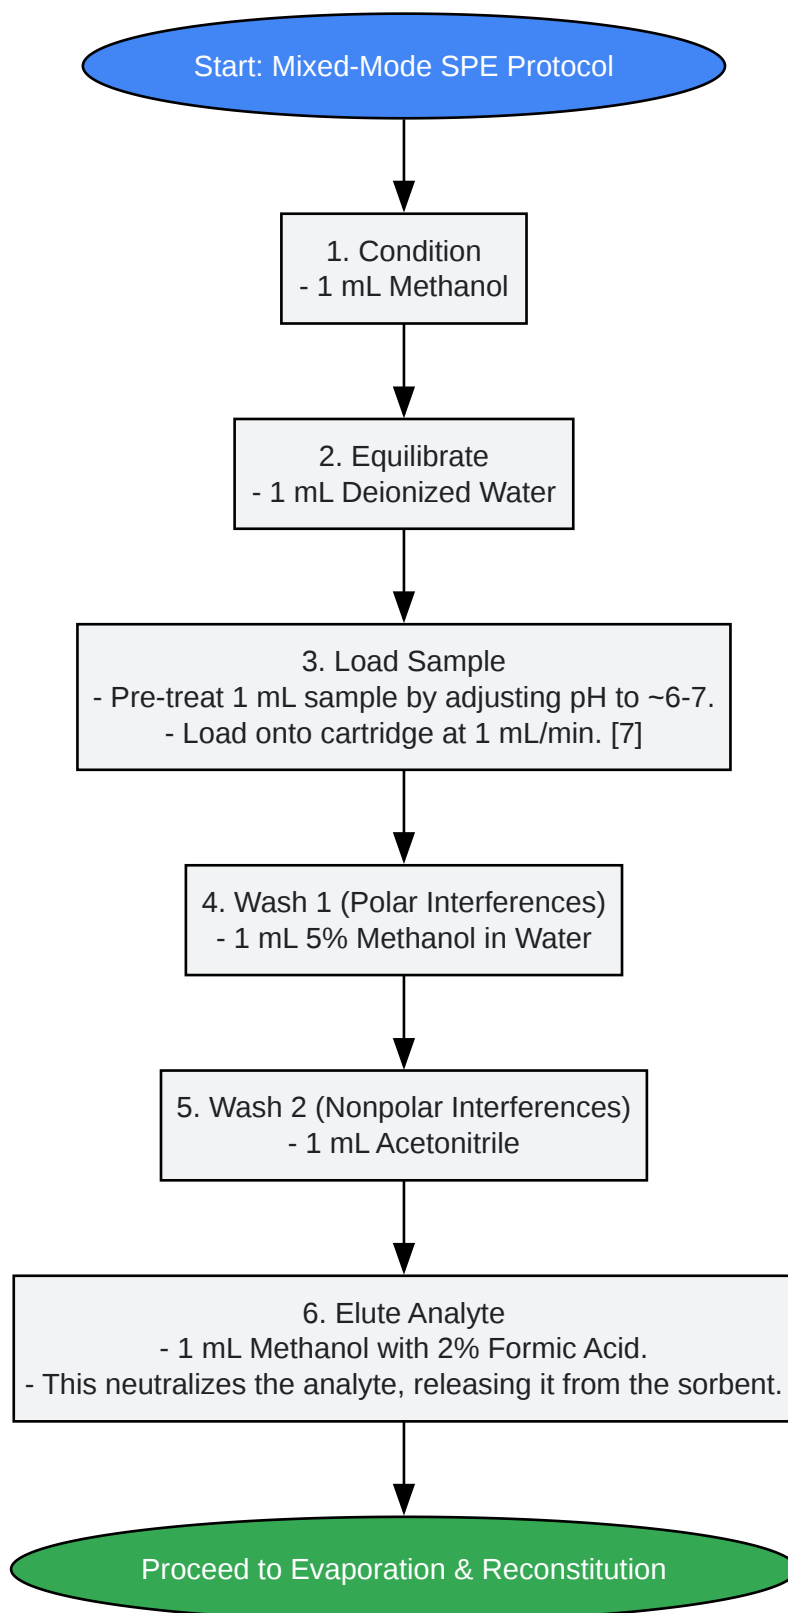 Start: Mixed-Mode SPE Protocol
1. Condition
- 1 mL Methanol
2. Equilibrate
- 1 mL Deionized Water
3. Load Sample
- Pre-treat 1 mL sample by adjusting pH to ~6-7.
- Load onto cartridge at 1 mL/min. [7]
4. Wash 1 (Polar Interferences)
- 1 mL 5% Methanol in Water
5. Wash 2 (Nonpolar Interferences)
- 1 mL Acetonitrile
6. Elute Analyte
- 1 mL Methanol with 2% Formic Acid.
- This neutralizes the analyte, releasing it from the sorbent.
Proceed to Evaporation & Reconstitution